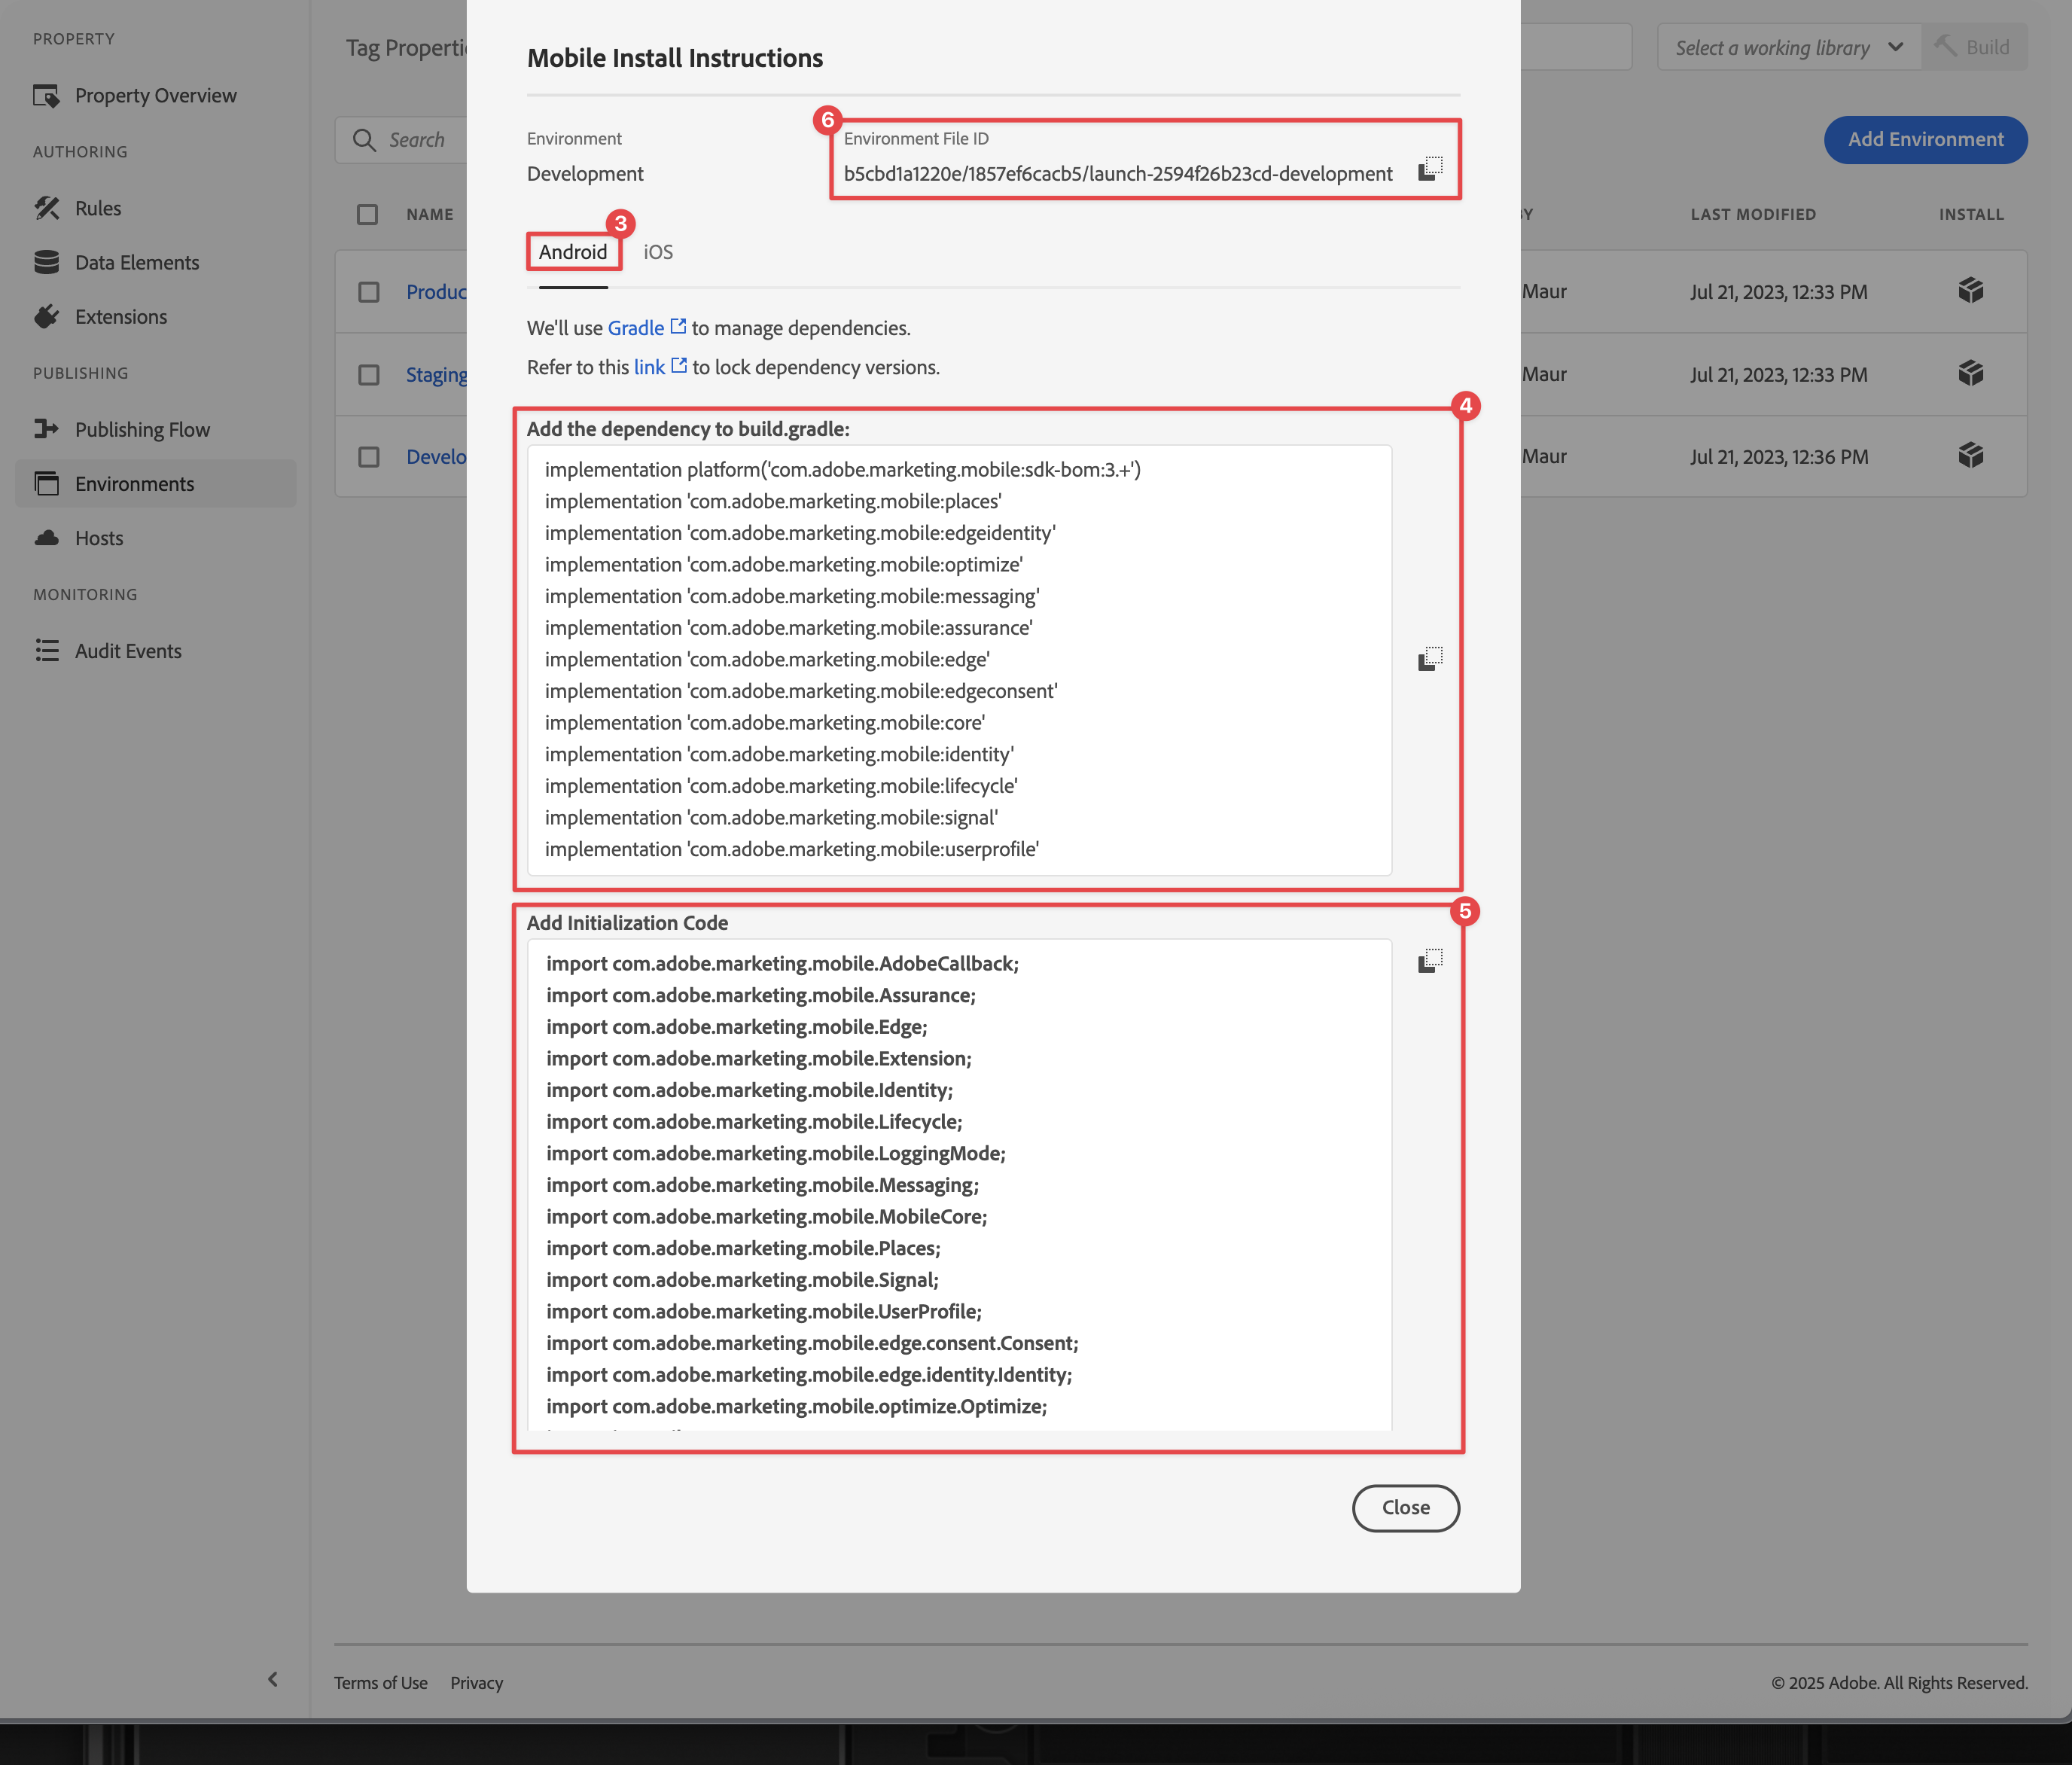 PROPERTY
Property Overview
AUTHORING
Rules
Data Elements
Extensions
PUBLISHING
Publishing Flow
Environments
Hosts
MONITORING
Audit Events
Tag
Select a working library
Build
Search
Add Environment
NAME
LAST MODIFIED
INSTALL
Maur
Jul 21, 2023, 12:33 PM
Staging
Maur
Jul 21, 2023, 12:33 PM
Maur
Jul 21, 2023, 12:36 PM
Mobile Install Instructions
Environment
Development
6
Environment File ID
b5cbd1a1220e/1857ef6cacb5/launch-2594f26b23cd-development
3
Android
iOS
We'll use Gradle to manage dependencies.
Refer to this link to lock dependency versions.
4
Add the dependency to build.gradle:
implementation platform('com.adobe.marketing.mobile:sdk-bom:3.+')
implementation 'com.adobe.marketing.mobile:places'
implementation 'com.adobe.marketing.mobile:edgeidentity'
implementation 'com.adobe.marketing.mobile:optimize'
implementation 'com.adobe.marketing.mobile:messaging'
implementation 'com.adobe.marketing.mobile:assurance'
implementation 'com.adobe.marketing.mobile:edge'
implementation 'com.adobe.marketing.mobile:edgeconsent'
implementation 'com.adobe.marketing.mobile:core'
implementation 'com.adobe.marketing.mobile:identity'
implementation 'com.adobe.marketing.mobile:lifecycle'
implementation 'com.adobe.marketing.mobile:signal'
implementation 'com.adobe.marketing.mobile:userprofile'
5
Add Initialization Code
import com.adobe.marketing.mobile.AdobeCallback;
import com.adobe.marketing.mobile.Assurance;
import com.adobe.marketing.mobile.Edge;
import com.adobe.marketing.mobile.Extension;
import com.adobe.marketing.mobile.Identity;
import com.adobe.marketing.mobile.Lifecycle;
import com.adobe.marketing.mobile.LoggingMode;
import com.adobe.marketing.mobile.Messaging;
import com.adobe.marketing.mobile.MobileCore;
import com.adobe.marketing.mobile.Places;
import com.adobe.marketing.mobile.Signal;
import com.adobe.marketing.mobile.UserProfile;
import com.adobe.marketing.mobile.edge.consent.Consent;
import com.adobe.marketing.mobile.edge.identity.Identity;
import com.adobe.marketing.mobile.optimize.Optimize;
Close
Terms of Use
Privacy
© 2025 Adobe. All Rights Reserved.